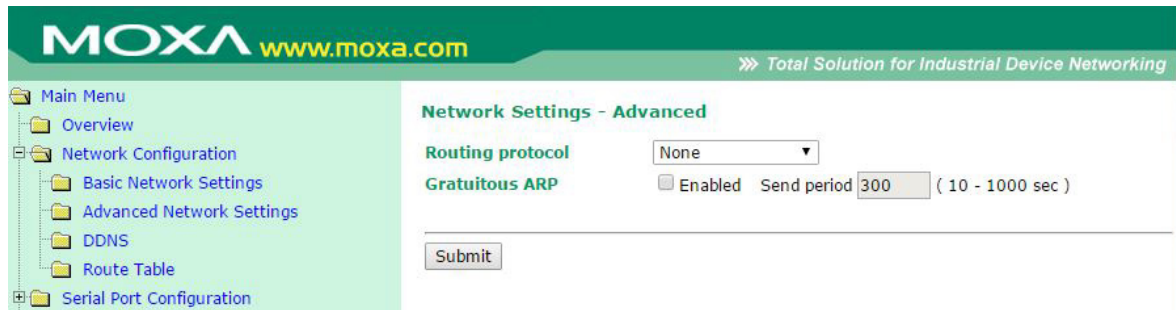 MOXA www.moxa.com
Total Solution for Industrial Device Networking
Main Menu
Overview
Network Configuration
Basic Network Settings
Advanced Network Settings
DDNS
Route Table
Serial Port Configuration
Network Settings - Advanced
Routing protocol None
Gratuitous ARP Enabled Send period 300 ( 10 - 1000 sec )
Submit